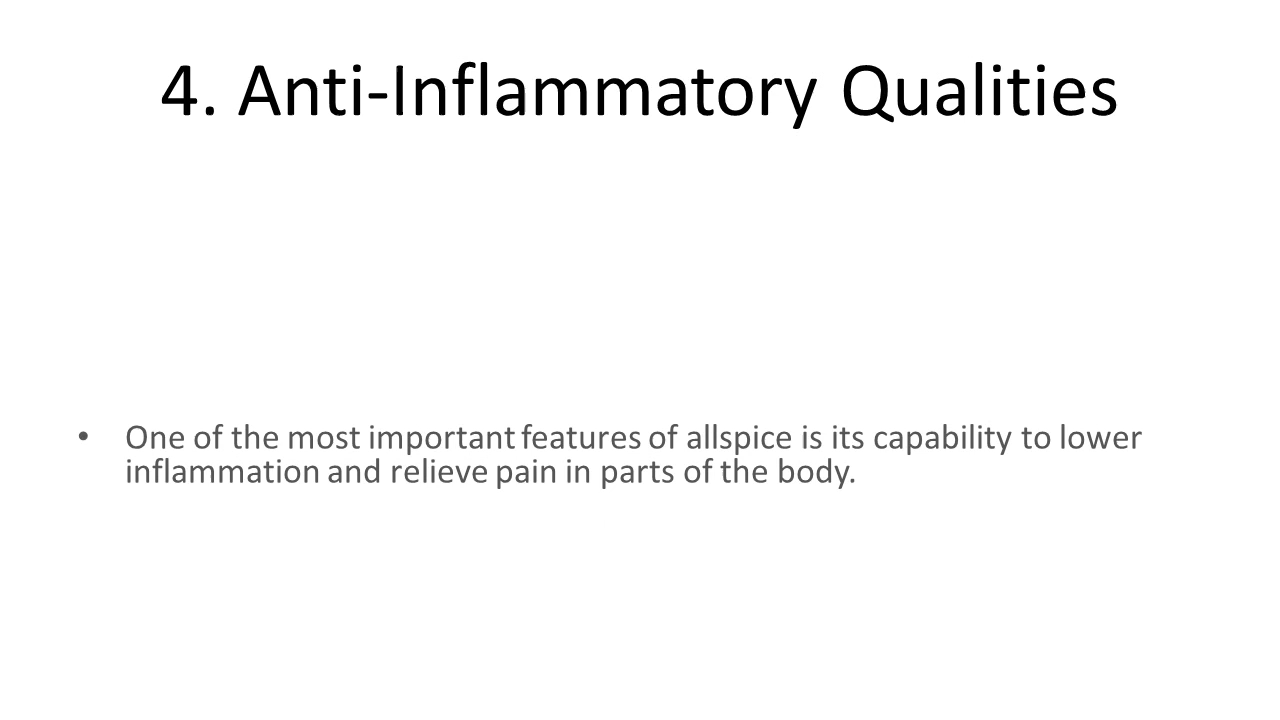 4. Anti-Inflammatory Qualities
• One of the most important features of allspice is its capability to lower
inflammation and relieve pain in parts of the body.